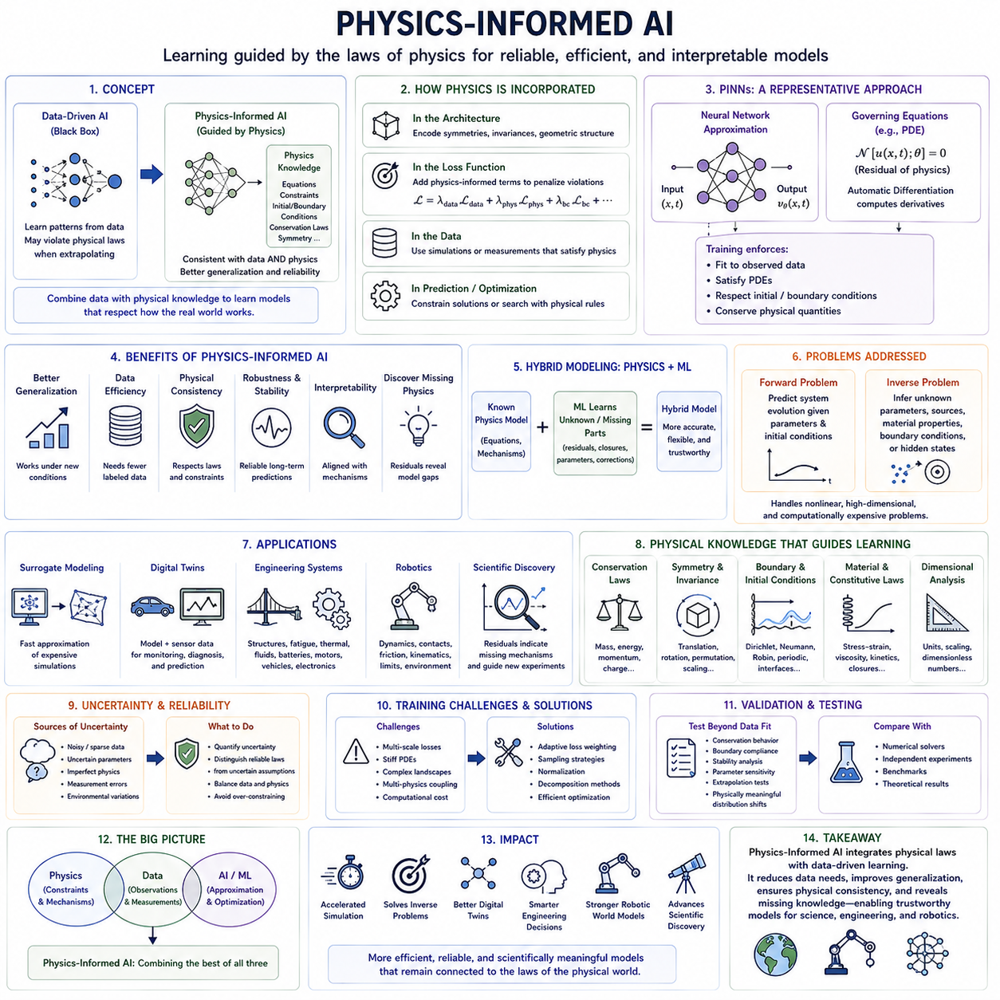 PHYSICS-INFORMED AI
Learning guided by the laws of physics for reliable, efficient, and interpretable models
1. CONCEPT
Data-Driven AI
(Black Box)
Learn patterns from data
May violate physical laws
when extrapolating
Physics-Informed AI
(Guided by Physics)
Physics
Knowledge
Equations
Constraints
Initial/Boundary
Conditions
Conservation Laws
Symmetry ...
Consistent with data AND physics
Better generalization and reliability
Combine data with physical knowledge to learn models
that respect how the real world works.
2. HOW PHYSICS IS INCORPORATED
In the Architecture
Encode symmetries, invariances, geometric structure
In the Loss Function
Add physics-informed terms to penalize violations
ℒ = λ_data ℒ_data + λ_phys ℒ_phys + λ_bc ℒ_bc + ⋯
In the Data
Use simulations or measurements that satisfy physics
In Prediction / Optimization
Constrain solutions or search with physical rules
3. PINNs: A REPRESENTATIVE APPROACH
Neural Network
Approximation
Input
(x, t)
Output
v_θ(x, t)
Governing Equations
(e.g., PDE)
𝒩 [u(x, t); θ] = 0
(Residual of physics)
Automatic Differentiation
computes derivatives
Training enforces:
• Fit to observed data
• Satisfy PDEs
• Respect initial / boundary conditions
• Conserve physical quantities
4. BENEFITS OF PHYSICS-INFORMED AI
Better
Generalization
Works under new
conditions
Data
Efficiency
Needs fewer
labeled data
Physical
Consistency
Respects laws
and constraints
Robustness &
Stability
Reliable long-term
predictions
Interpretability
Aligned with
mechanisms
Discover Missing
Physics
Residuals reveal
model gaps
5. HYBRID MODELING: PHYSICS + ML
Known
Physics Model
(Equations,
Mechanisms)
+
ML Learns
Unknown / Missing
Parts
(residuals, closures,
parameters, corrections)
=
Hybrid Model
More accurate,
flexible, and
trustworthy
6. PROBLEMS ADDRESSED
Forward Problem
Predict system
evolution given
parameters &
initial conditions
t
Inverse Problem
Infer unknown
parameters, sources,
material properties,
boundary conditions,
or hidden states
Handles nonlinear, high-dimensional,
and computationally expensive problems.
7. APPLICATIONS
Surrogate Modeling
Fast approximation
of expensive
simulations
Digital Twins
Model + sensor data
for monitoring, diagnosis,
and prediction
Engineering Systems
Structures, fatigue, thermal,
fluids, batteries, motors,
vehicles, electronics
Robotics
Dynamics, contacts,
friction, kinematics,
limits, environment
Scientific Discovery
Residuals indicate
missing mechanisms
and guide new experiments
8. PHYSICAL KNOWLEDGE THAT GUIDES LEARNING
Conservation
Laws
Mass, energy,
momentum,
charge...
Symmetry &
Invariance
Translation,
rotation, permutation,
scaling...
Boundary &
Initial Conditions
Dirichlet, Neumann,
Robin, periodic,
interfaces...
Material &
Constitutive Laws
Stress-strain,
viscosity, kinetics,
closures...
Dimensional
Analysis
Units, scaling,
dimensionless
numbers...
9. UNCERTAINTY & RELIABILITY
Sources of Uncertainty
?
• Noisy / sparse data
• Uncertain parameters
• Imperfect physics
• Measurement errors
• Environmental variations
What to Do
• Quantify uncertainty
• Distinguish reliable laws
• from uncertain assumptions
• Balance data and physics
• Avoid over-constraining
10. TRAINING CHALLENGES & SOLUTIONS
Challenges
• Multi-scale losses
• Stiff PDEs
• Complex landscapes
• Multi-physics coupling
• Computational cost
Solutions
• Adaptive loss weighting
• Sampling strategies
• Normalization
• Decomposition methods
• Efficient optimization
11. VALIDATION & TESTING
Test Beyond Data Fit
• Conservation behavior
• Boundary compliance
• Stability analysis
• Parameter sensitivity
• Extrapolation tests
• Physically meaningful
distribution shifts
Compare With
• Numerical solvers
• Independent experiments
• Benchmarks
• Theoretical results
12. THE BIG PICTURE
Physics
(Constraints
& Mechanisms)
Data
(Observations
& Measurements)
AI / ML
(Approximation
& Optimization)
Physics-Informed AI: Combining the best of all three
13. IMPACT
Accelerated
Simulation
Solves Inverse
Problems
Better Digital
Twins
Smarter
Engineering
Decisions
Stronger Robotic
World Models
Advances
Scientific
Discovery
More efficient, reliable, and scientifically meaningful models
that remain connected to the laws of the physical world.
14. TAKEAWAY
Physics-Informed AI integrates physical laws
with data-driven learning.
It reduces data needs, improves generalization,
ensures physical consistency, and reveals
missing knowledge—enabling trustworthy
models for science, engineering, and robotics.